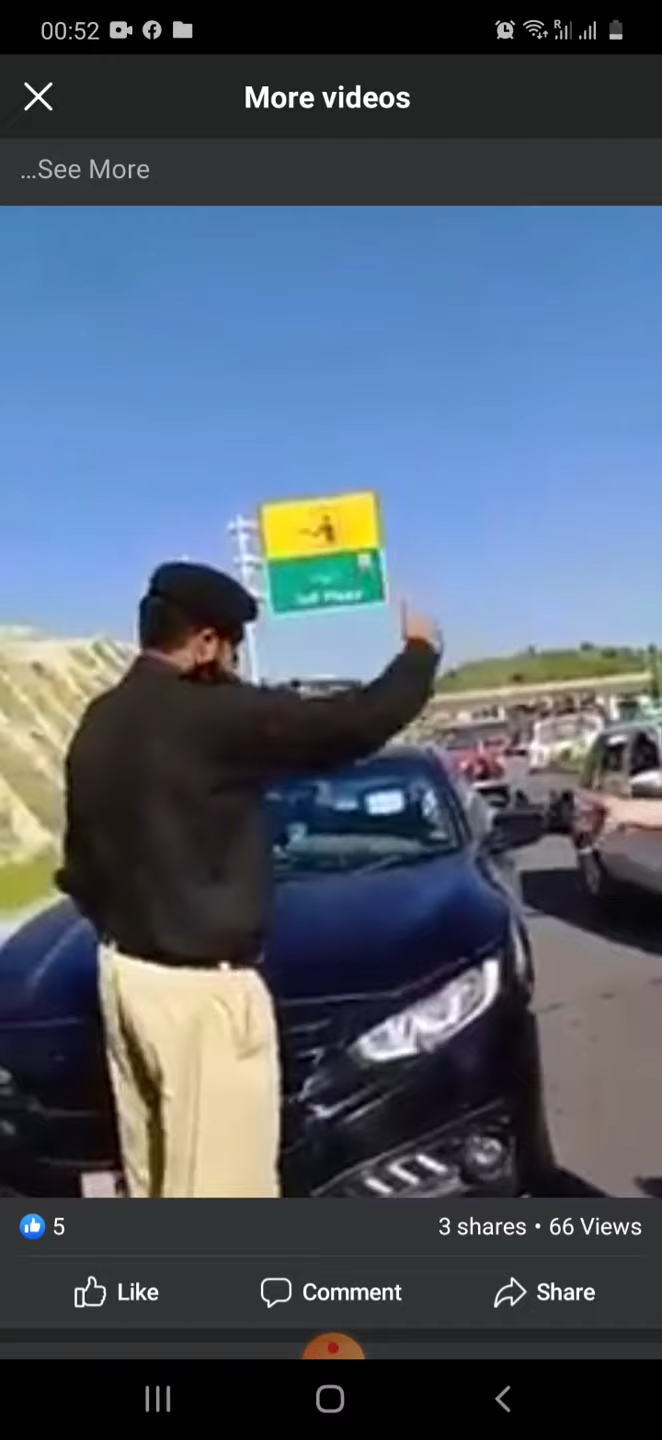 00:52
R
More videos
...See More
5
3 shares • 66 Views
Like
Comment
Share